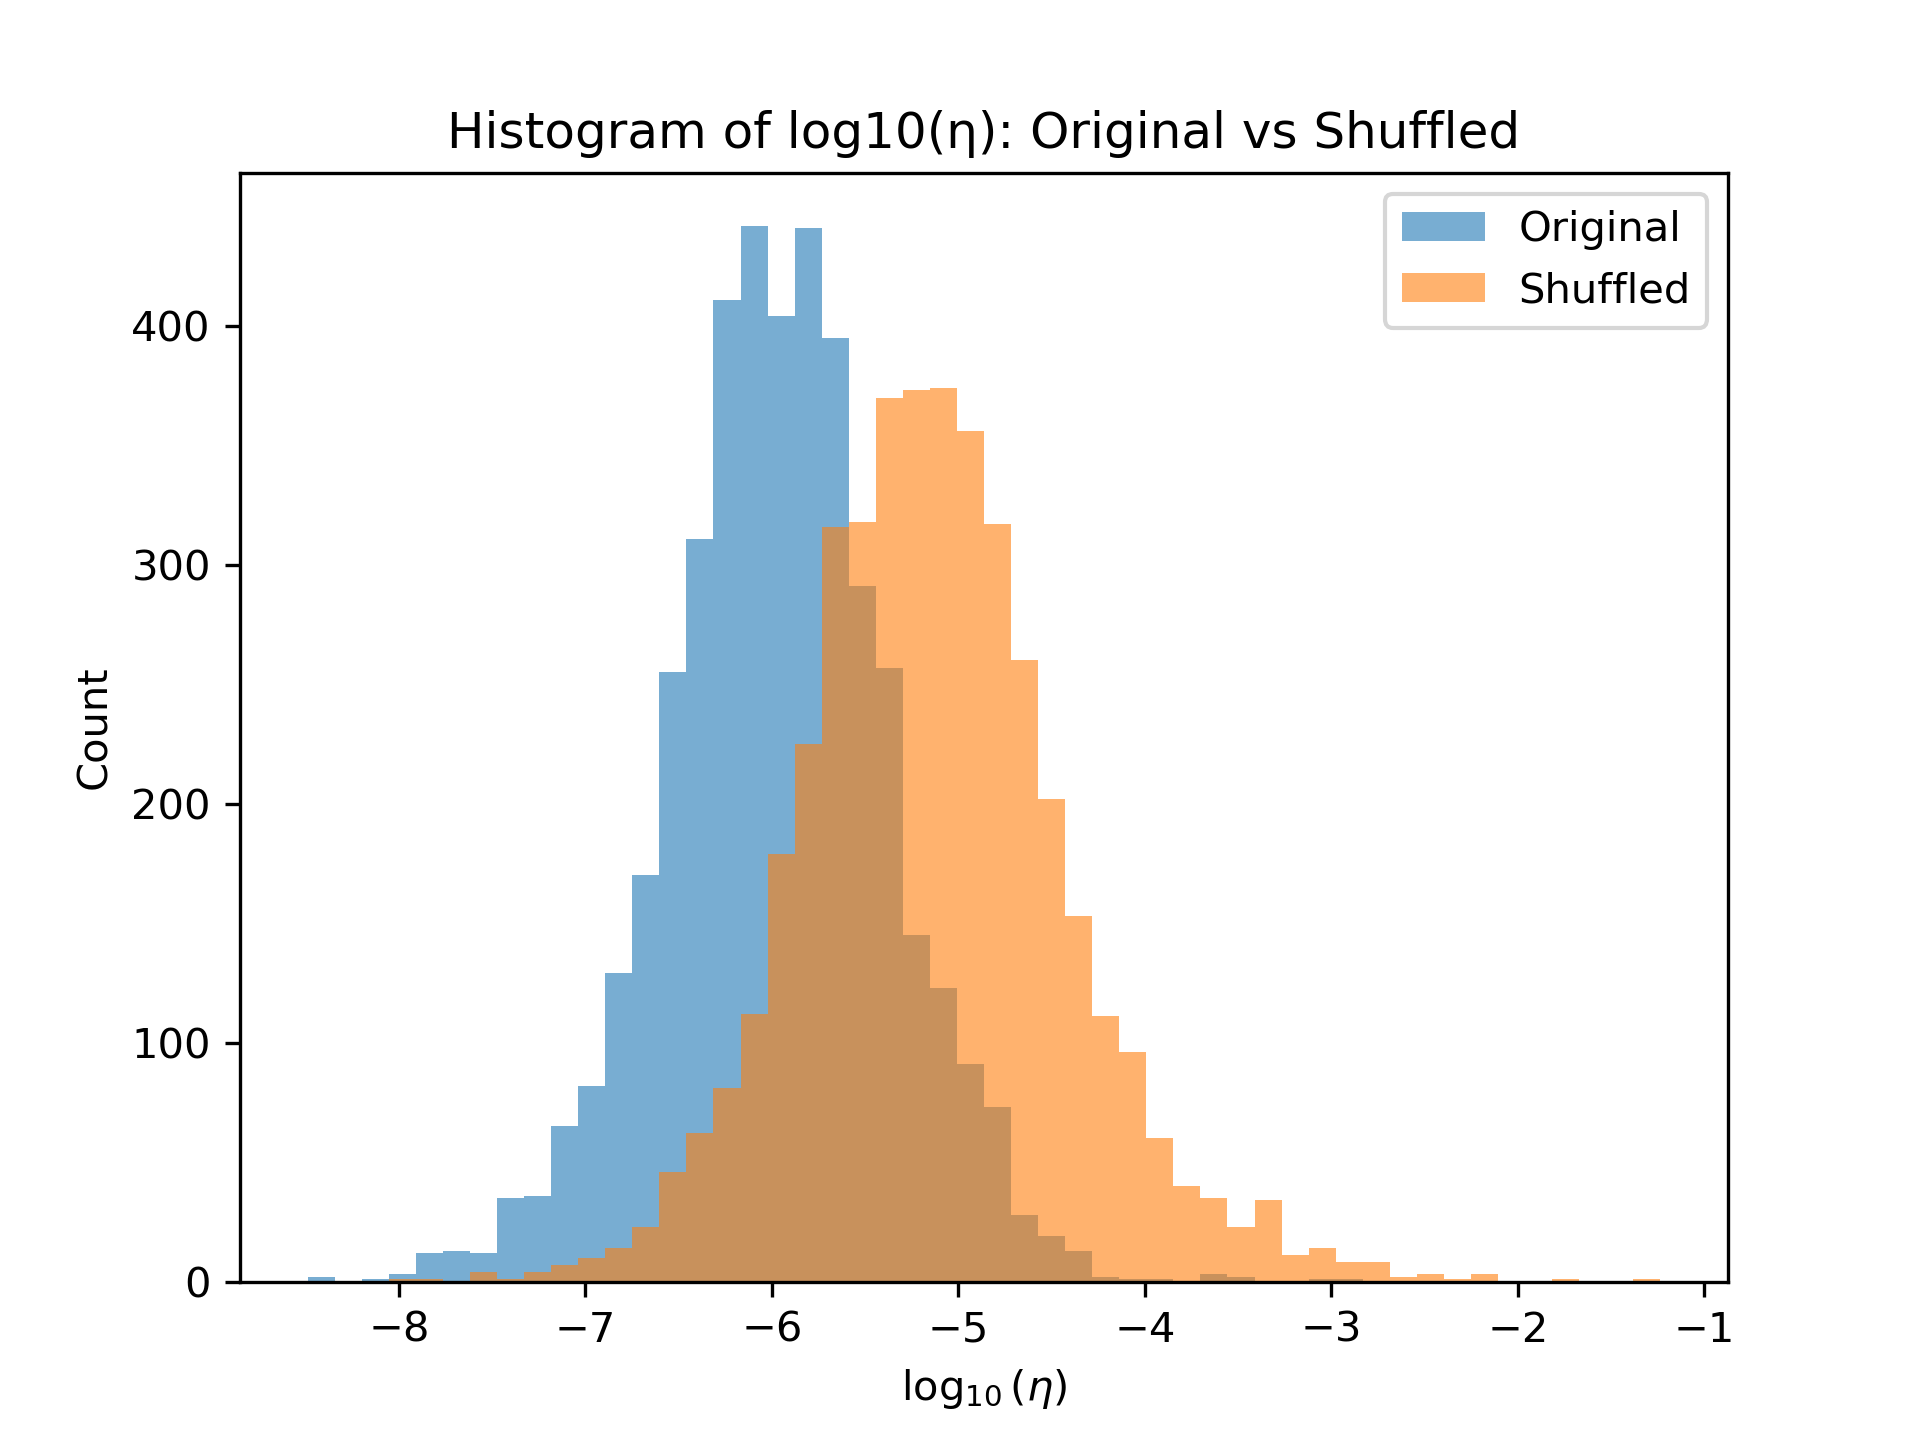 Histogram of log10(η): Original vs Shuffled
Original
Shuffled
Count
400
300
200
100
0
−8 −7 −6 −5 −4 −3 −2 −1
log₁₀(η)